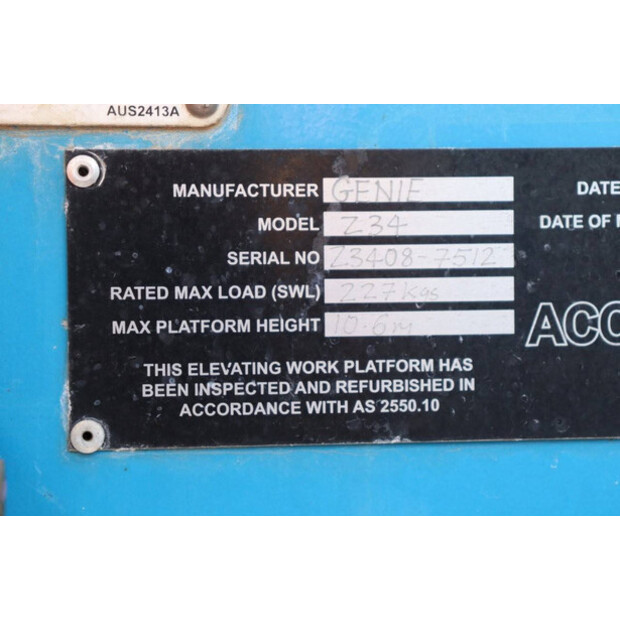 AUS2413A
MANUFACTURER GENIE DATE
MODEL Z34 DATE OF
SERIAL NO Z3408-7512
RATED MAX LOAD (SWL) 227Kgs
MAX PLATFORM HEIGHT 10.6m ACC
THIS ELEVATING WORK PLATFORM HAS
BEEN INSPECTED AND REFURBISHED IN
ACCORDANCE WITH AS 2550.10